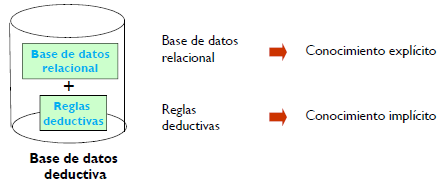 Base de datos
relacional
+
Reglas
deductivas
Base de datos
deductiva
Base de datos
relacional
Conocimiento explícito
Reglas
deductivas
Conocimiento implícito